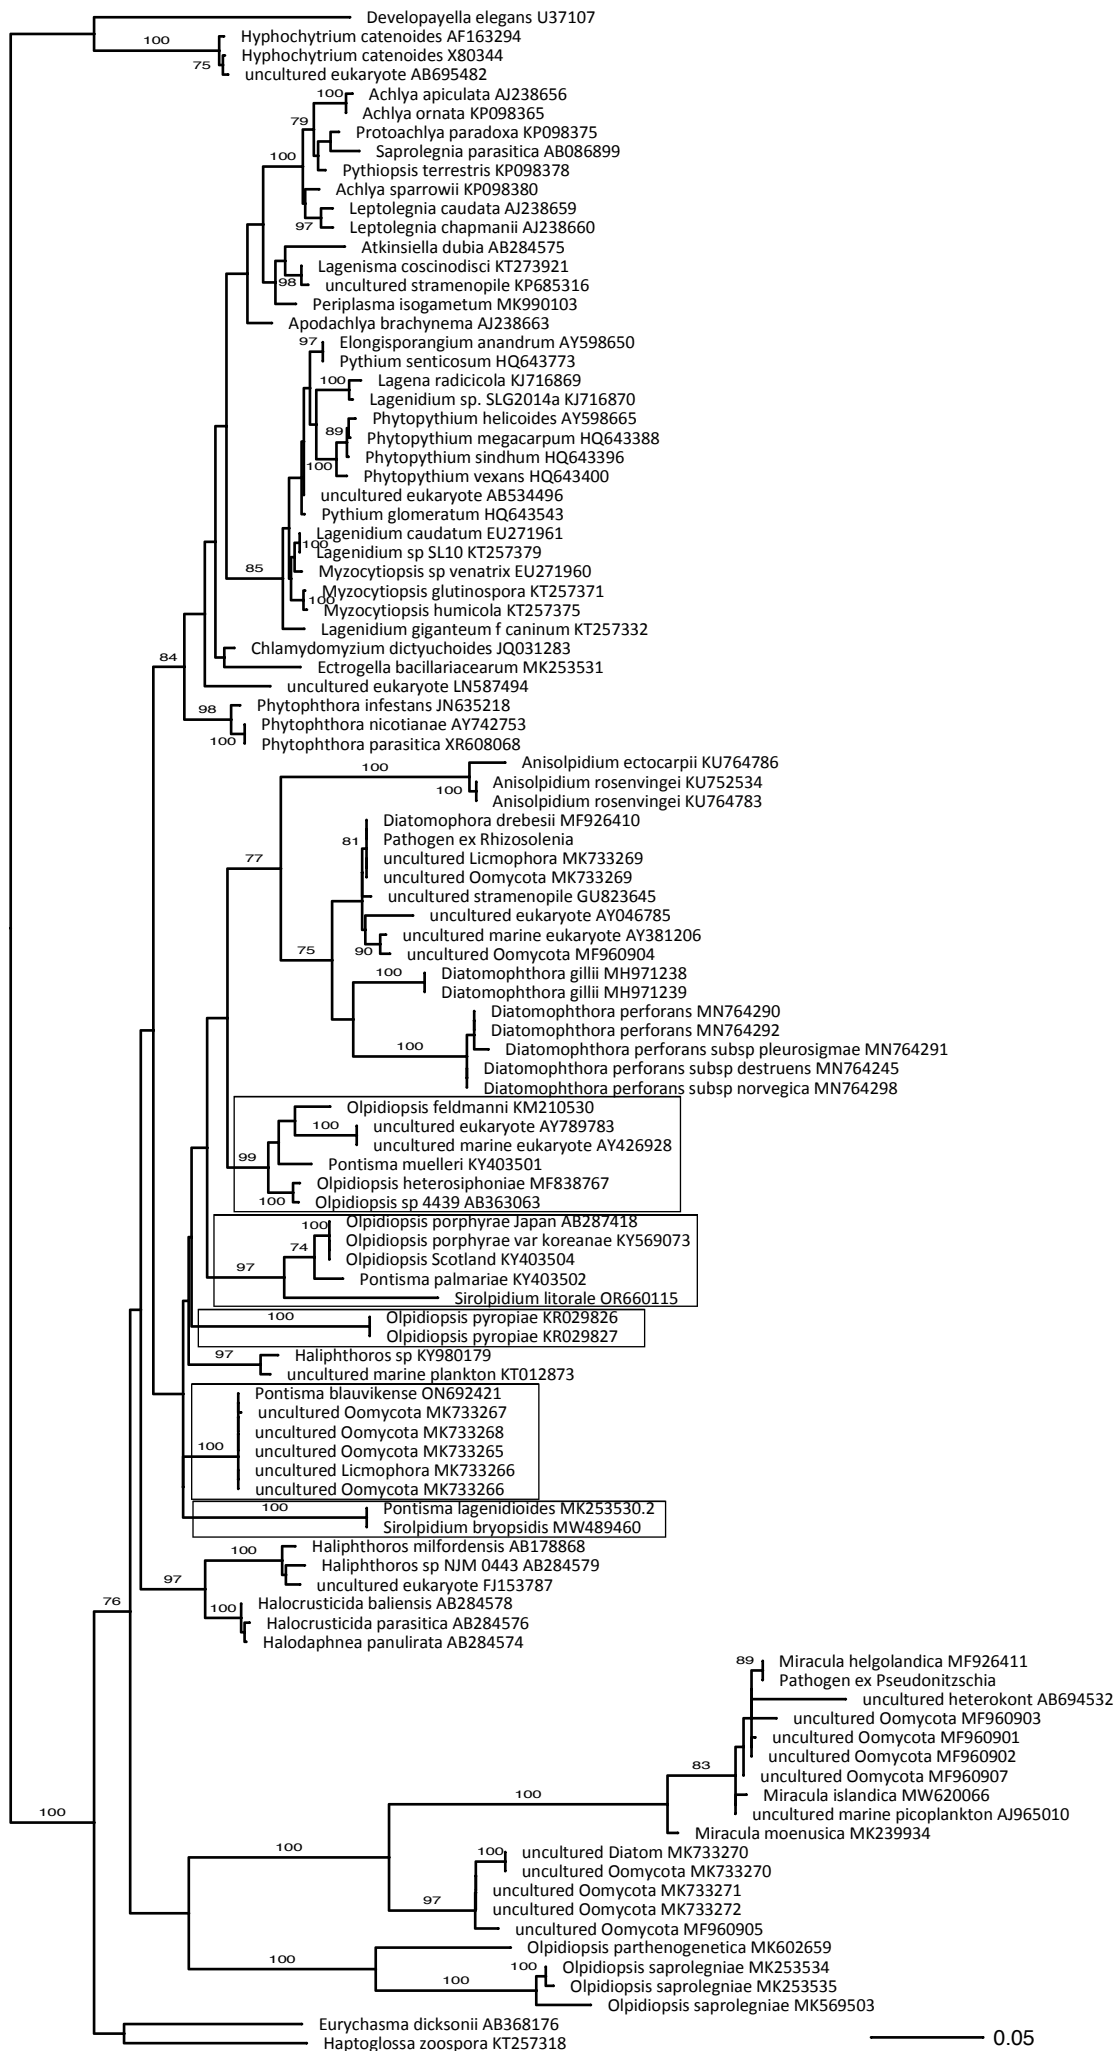 Developayella elegans U37107
100
Hyphochytrium catenoides AF163294
Hyphochytrium catenoides X80344
75
uncultured eukaryote AB695482
100
Achlya apiculata AJ238656
Achlya ornata KP098365
79
Protoachlya paradoxa KP098375
Saprolegnia parasitica AB086899
100
Pythiopsis terrestris KP098378
Achlya sparrowii KP098380
Leptolegnia caudata AJ238659
97
Leptolegnia chapmanii AJ238660
Atkinsiella dubia AB284575
Lagenisma coscinodisci KT273921
98
uncultured stramenopile KP685316
Periplasma isogametum MK990103
Apodachlya brachynema AJ238663
97
Elongisporangium anandrum AY598650
Pythium senticosum HQ643773
100
Lagena radicicola KJ716869
Lagenidium sp. SLG2014a KJ716870
Phytopythium helicoides AY598665
89
Phytopythium megacarpum HQ643388
Phytopythium sindhum HQ643396
100
Phytopythium vexans HQ643400
uncultured eukaryote AB534496
Pythium glomeratum HQ643543
Lagenidium caudatum EU271961
100
Lagenidium sp SL10 KT257379
85
Myzocytiopsis sp venatrix EU271960
Myzocytiopsis glutinospora KT257371
100
Myzocytiopsis humicola KT257375
Lagenidium giganteum f caninum KT257332
Chlamydomyzium dictyuchoides JQ031283
84
Ectrogella bacillariacearum MK253531
uncultured eukaryote LN587494
98
Phytophthora infestans JN635218
Phytophthora nicotianae AY742753
100
Phytophthora parasitica XR608068
100
Anisolpidium ectocarpii KU764786
100
Anisolpidium rosenvingei KU752534
Anisolpidium rosenvingei KU764783
Diatomophora drebesii MF926410
81
Pathogen ex Rhizosolenia
77
uncultured Licmophora MK733269
uncultured Oomycota MK733269
uncultured stramenopile GU823645
uncultured eukaryote AY046785
uncultured marine eukaryote AY381206
75
90
uncultured Oomycota MF960904
100
Diatomophthora gillii MH971238
Diatomophthora gillii MH971239
Diatomophthora perforans MN764290
Diatomophthora perforans MN764292
100
Diatomophthora perforans subsp pleurosigmae MN764291
Diatomophthora perforans subsp destruens MN764245
Diatomophthora perforans subsp norvegica MN764298
Olpidiopsis feldmanni KM210530
100
uncultured eukaryote AY789783
uncultured marine eukaryote AY426928
99
Pontisma muelleri KY403501
Olpidiopsis heterosiphoniae MF838767
100
Olpidiopsis sp 4439 AB363063
100
Olpidiopsis porphyrae Japan AB287418
Olpidiopsis porphyrae var koreanae KY569073
74
Olpidiopsis Scotland KY403504
97
Pontisma palmariae KY403502
Sirolpidium litorale OR660115
100
Olpidiopsis pyropiae KR029826
Olpidiopsis pyropiae KR029827
97
Haliphthoros sp KY980179
uncultured marine plankton KT012873
Pontisma blauvikense ON692421
uncultured Oomycota MK733267
uncultured Oomycota MK733268
100
uncultured Oomycota MK733265
uncultured Licmophora MK733266
uncultured Oomycota MK733266
100
Pontisma lagenidioides MK253530.2
Sirolpidium bryopsidis MW489460
100
Haliphthoros milfordensis AB178868
Haliphthoros sp NJM 0443 AB284579
97
uncultured eukaryote FJ153787
76
100
Halocrusticida baliensis AB284578
Halocrusticida parasitica AB284576
Halodaphnea panulirata AB284574
89
Miracula helgolandica MF926411
Pathogen ex Pseudonitzschia
uncultured heterokont AB694532
uncultured Oomycota MF960903
uncultured Oomycota MF960901
uncultured Oomycota MF960902
83
uncultured Oomycota MF960907
100
Miracula islandica MW620066
100
uncultured marine picoplankton AJ965010
Miracula moenusica MK239934
100
100
uncultured Diatom MK733270
uncultured Oomycota MK733270
uncultured Oomycota MK733271
97
uncultured Oomycota MK733272
uncultured Oomycota MF960905
Olpidiopsis parthenogenetica MK602659
100
100
Olpidiopsis saprolegniae MK253534
100
Olpidiopsis saprolegniae MK253535
Olpidiopsis saprolegniae MK569503
Eurychasma dicksonii AB368176
Haptoglossa zoospora KT257318
0.05